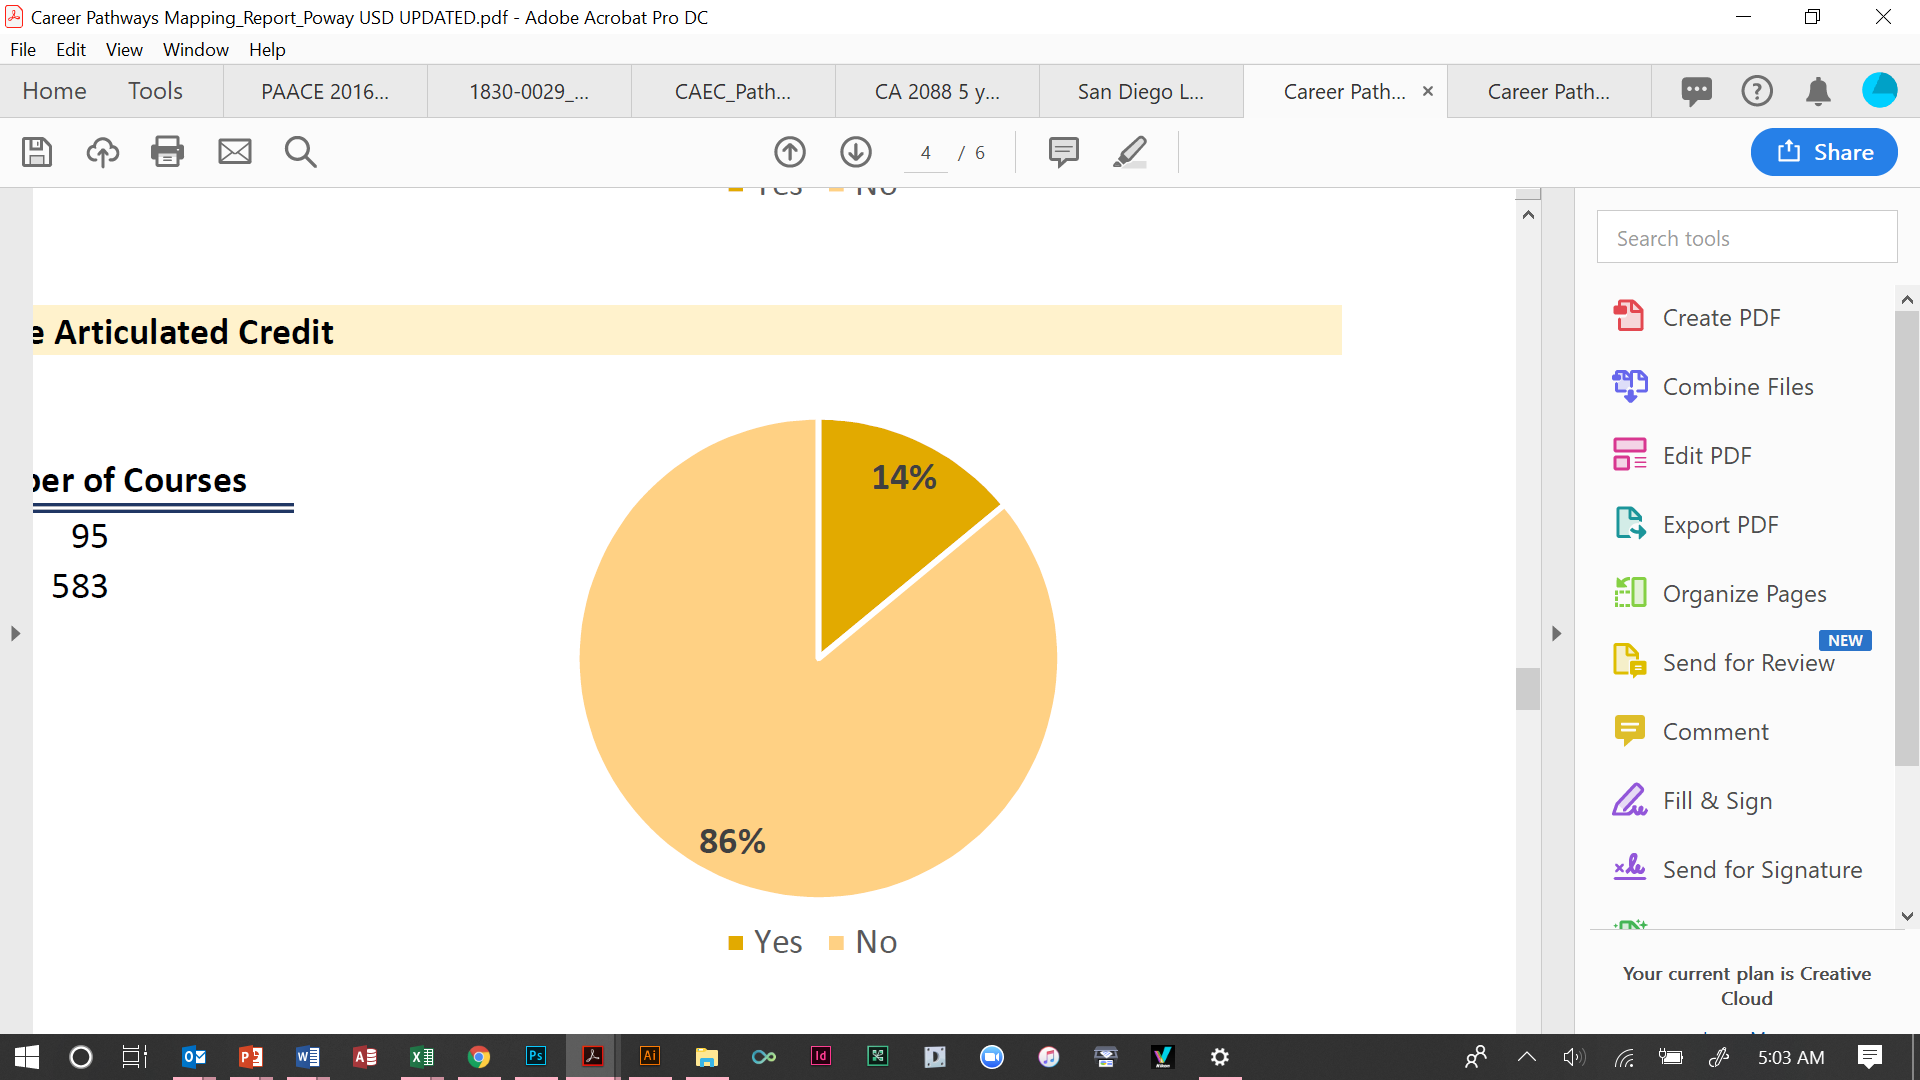 Career Pathways Mapping_Report_Poway USD UPDATED.pdf - Adobe Acrobat Pro DC
File Edit View Window Help
Home Tools PAACE 2016... 1830-0029_... CAEC_Path... CA 2088 5 y... San Diego L... Career Path... × Career Path...
4 / 6 Share
Yes No
Search tools
e Articulated Credit
Create PDF
Combine Files
Edit PDF
Export PDF
Organize Pages
NEW
Send for Review
Comment
Fill & Sign
Send for Signature
ber of Courses
95
583
14%
86%
Yes No
Your current plan is Creative
Cloud
5:03 AM